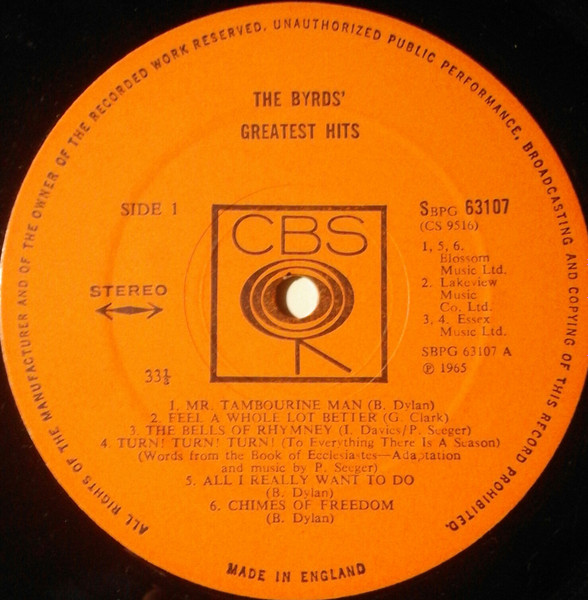 ALL RIGHTS OF THE MANUFACTURER AND OF THE OWNER OF THE RECORDED WORK RESERVED. UNAUTHORIZED PUBLIC PERFORMANCE, BROADCASTING AND COPYING OF THIS RECORD PROHIBITED.
THE BYRDS'
GREATEST HITS
SIDE 1
CBS
SBPG 63107
(CS 9516)
1, 5, 6.
Blossom
Music Ltd.
2. Lakeview
Music
Co. Ltd.
3, 4. Essex
Music Ltd.
STEREO
SBPG 63107 A
℗ 1965
33⅓
1. MR. TAMBOURINE MAN (B. Dylan)
2. FEEL A WHOLE LOT BETTER (G. Clark)
3. THE BELLS OF RHYMNEY (I. Davies/P. Seeger)
4. TURN! TURN! TURN! (To Everything There Is A Season)
(Words from the Book of Ecclesiastes—Adaptation
and music by P. Seeger)
5. ALL I REALLY WANT TO DO
(B. Dylan)
6. CHIMES OF FREEDOM
(B. Dylan)
MADE IN ENGLAND